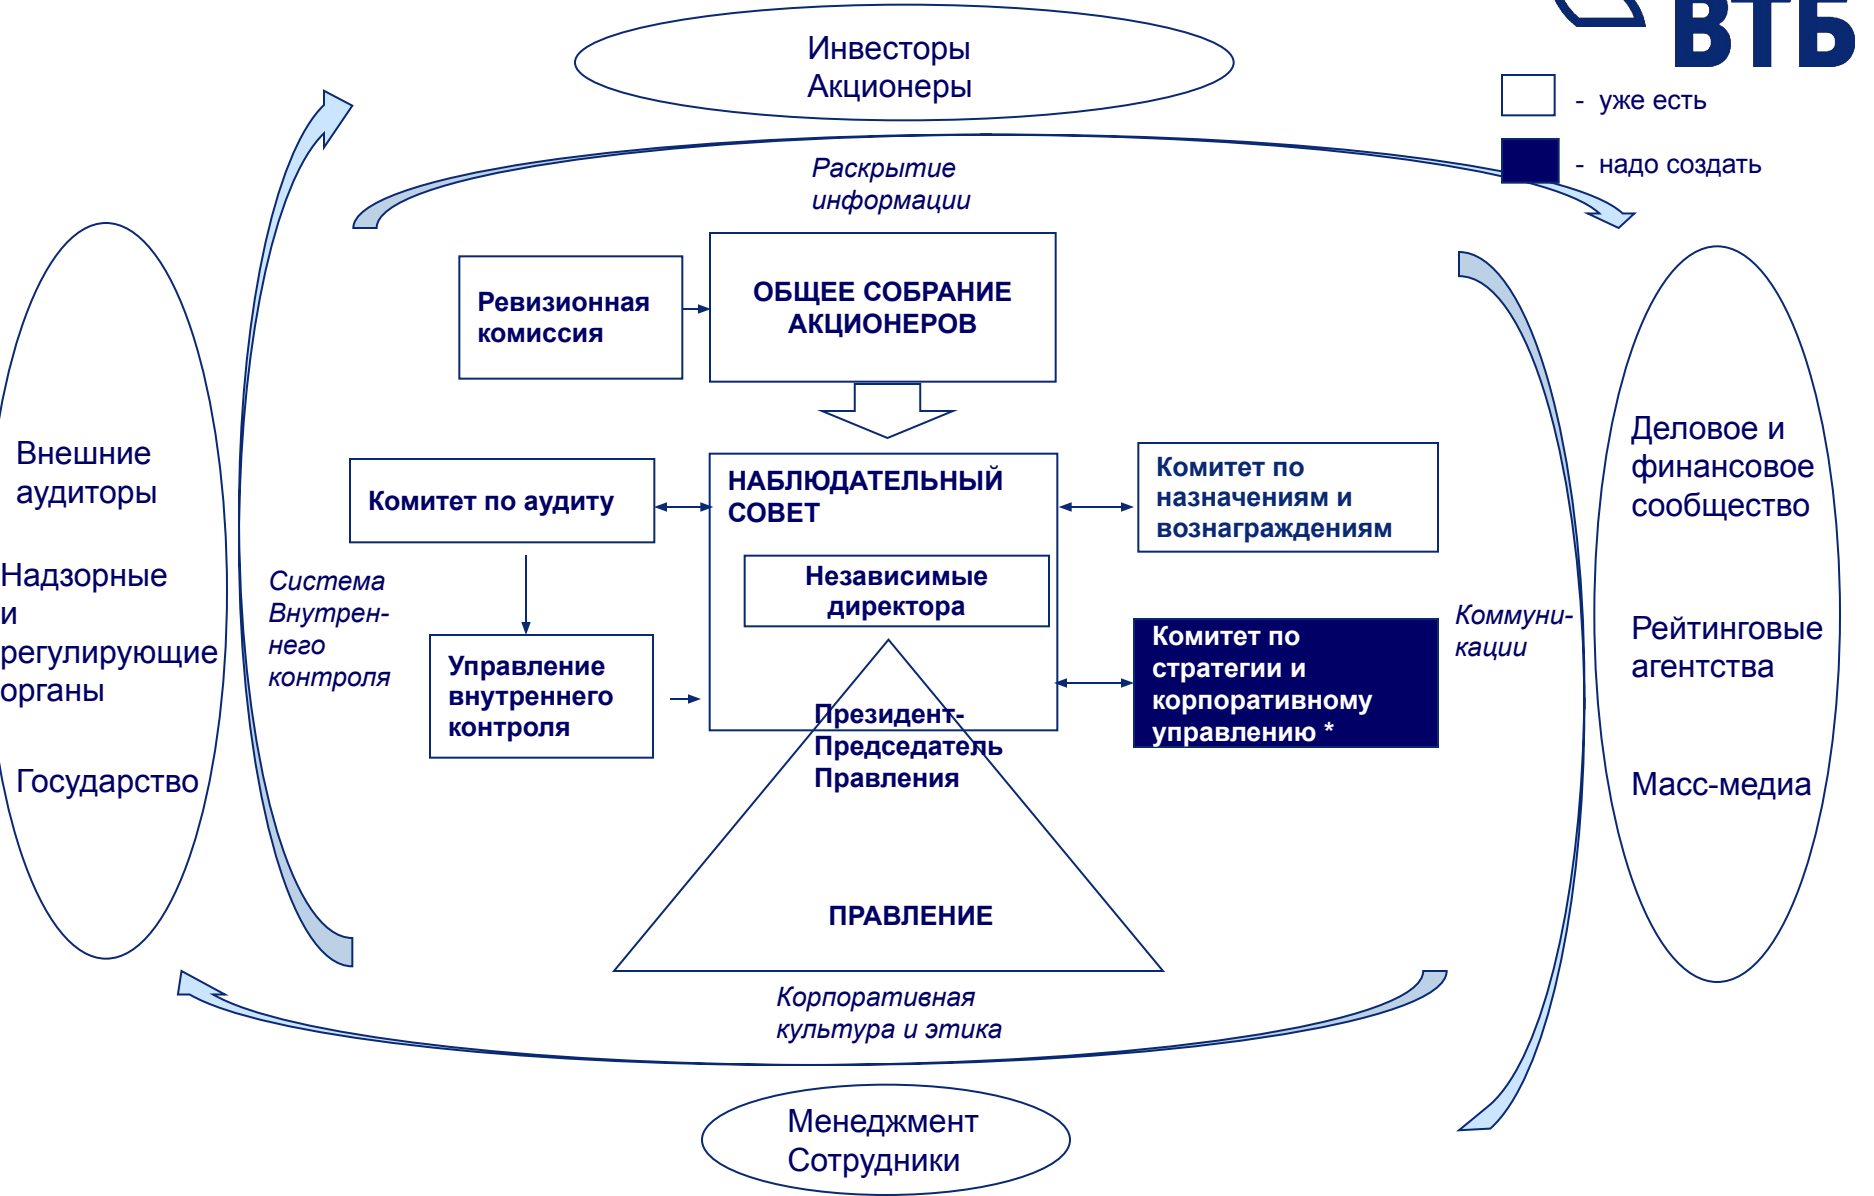 ВТБ
Инвесторы
Акционеры
- уже есть
- надо создать
Раскрытие
информации
Ревизионная
комиссия
ОБЩЕЕ СОБРАНИЕ
АКЦИОНЕРОВ
Внешние
аудиторы
Надзорные
и
регулирующие
органы
Государство
Система
Внутрен-
него
контроля
Комитет по аудиту
Управление
внутреннего
контроля
НАБЛЮДАТЕЛЬНЫЙ
СОВЕТ
Независимые
директора
Президент-
Председатель
Правления
ПРАВЛЕНИЕ
Комитет по
назначениям и
вознаграждениям
Комитет по
стратегии и
корпоративному
управлению *
Коммуни-
кации
Деловое и
финансовое
сообщество
Рейтинговые
агентства
Масс-медиа
Корпоративная
культура и этика
Менеджмент
Сотрудники